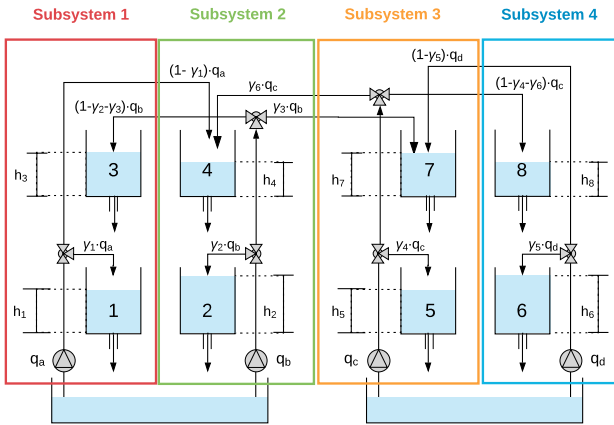 Subsystem 1
Subsystem 2
Subsystem 3
Subsystem 4
(1- γ1)·qa
(1-γ5)·qd
γ6·qc
(1-γ4-γ6)·qc
(1-γ2-γ3)·qb
γ3·qb
h3
3
4
h4
h7
7
8
h8
γ1·qa
γ2·qb
γ4·qc
γ5·qd
h1
1
2
h2
h5
5
6
h6
qa
qb
qc
qd